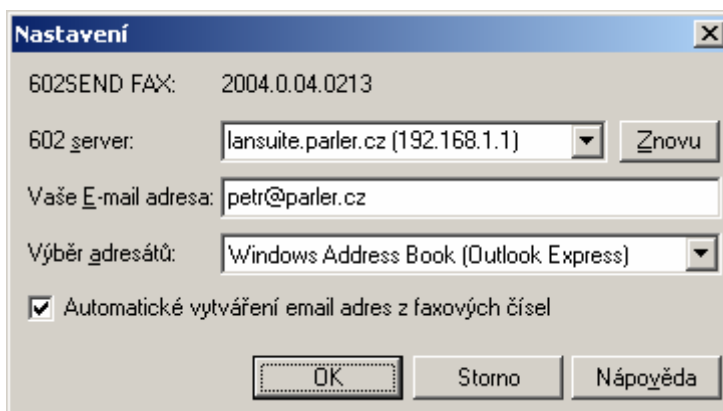 Nastavení
602SEND FAX: 2004.0.04.0213
602 server: lansuite.parler.cz (192.168.1.1) Znovu
Vaše E-mail adresa: petr@parler.cz
Výběr adresátů: Windows Address Book (Outlook Express)
Automatické vytváření email adres z faxových čísel
OK Storno Nápověda